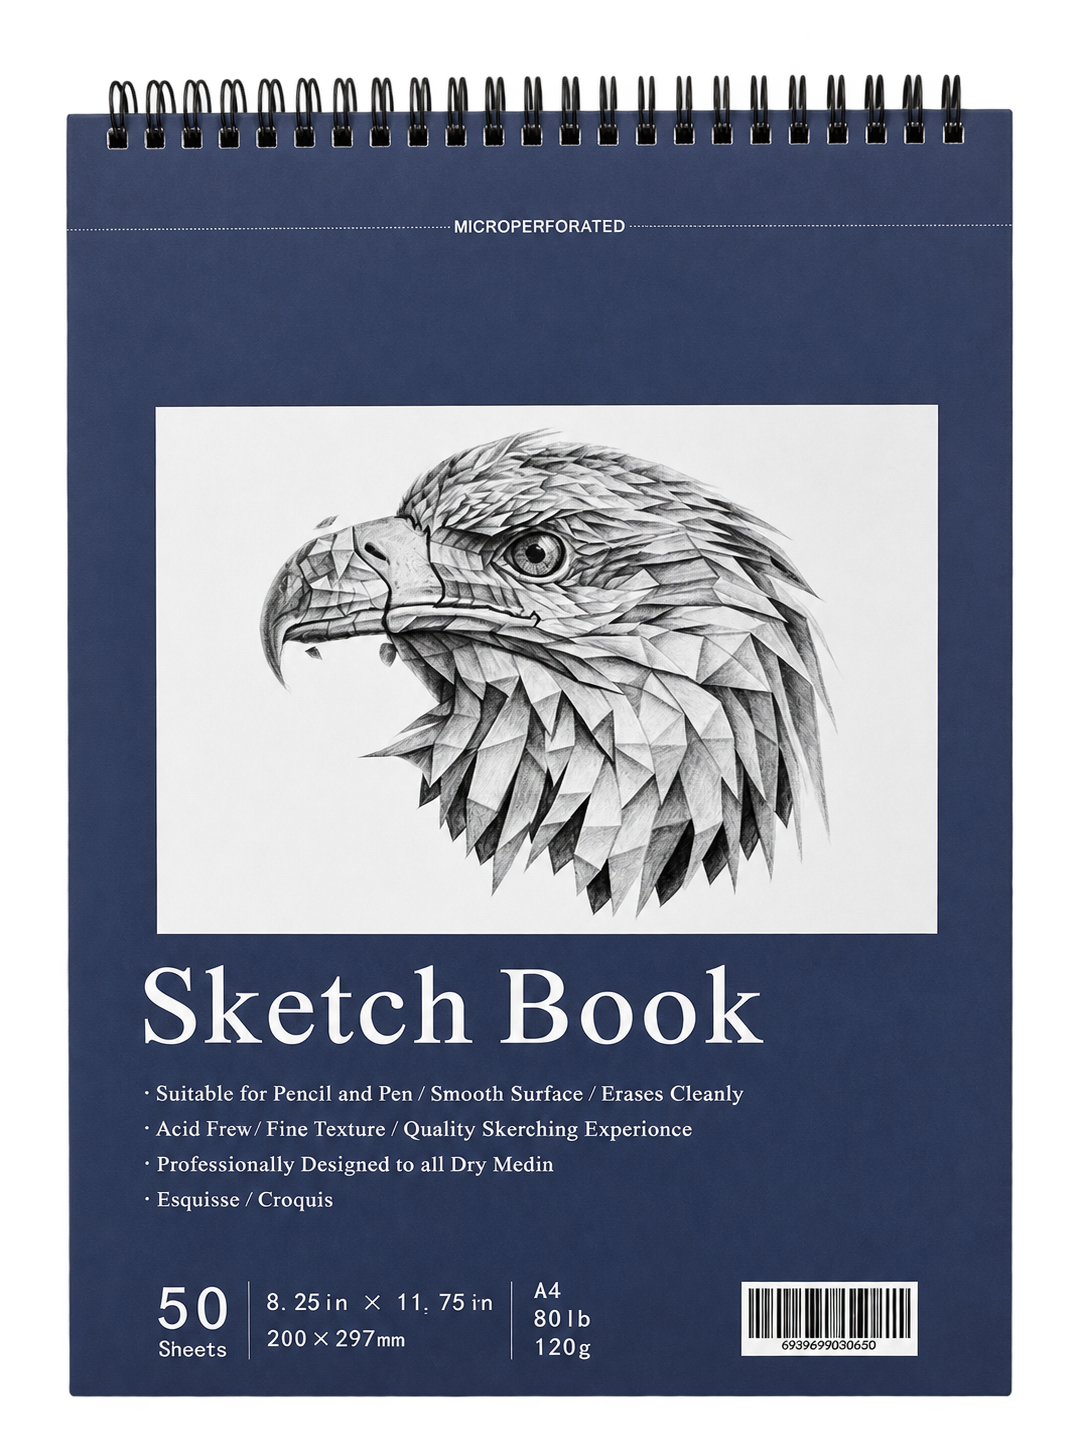 MICROPERFORATED
Sketch Book
· Suitable for Pencil and Pen / Smooth Surface / Erases Cleanly
· Acid Frew / Fine Texture / Quality Skerching Experionce
· Professionally Designed to all Dry Medin
· Esquisse / Croquis
50
Sheets
8.25in × 11.75in
200×297mm
A4
80lb
120g
6939699030650